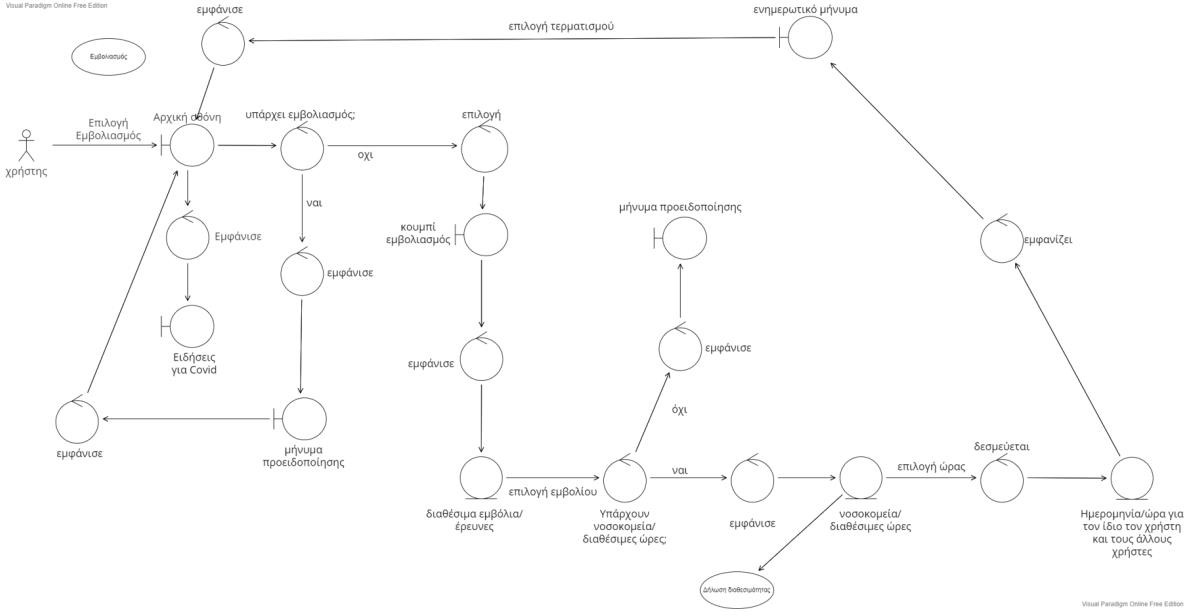 Visual Paradigm Online Free Edition
εμφάνισε
ενημερωτικό μήνυμα
επιλογή τερματισμού
Εμβολιασμός
Επιλογή
Εμβολιασμός
Αρχική οθόνη
υπάρχει εμβολιασμός;
επιλογή
οχι
χρήστης
ναι
μήνυμα προειδοποίησης
κουμπί
εμβολιασμός
Εμφάνισε
εμφανίζει
εμφάνισε
εμφάνισε
εμφάνισε
Ειδήσεις
για Covid
όχι
εμφάνισε
μήνυμα
προειδοποίησης
δεσμεύεται
επιλογή ώρας
ναι
επιλογή εμβολίου
διαθέσιμα εμβόλια/
έρευνες
Υπάρχουν
νοσοκομεία/
διαθέσιμες ώρες;
εμφάνισε
νοσοκομεία/
διαθέσιμες ώρες
Ημερομηνία/ώρα για
τον ίδιο τον χρήστη
και τους άλλους
χρήστες
Δήλωση διαθεσιμότητας
Visual Paradigm Online Free Edition